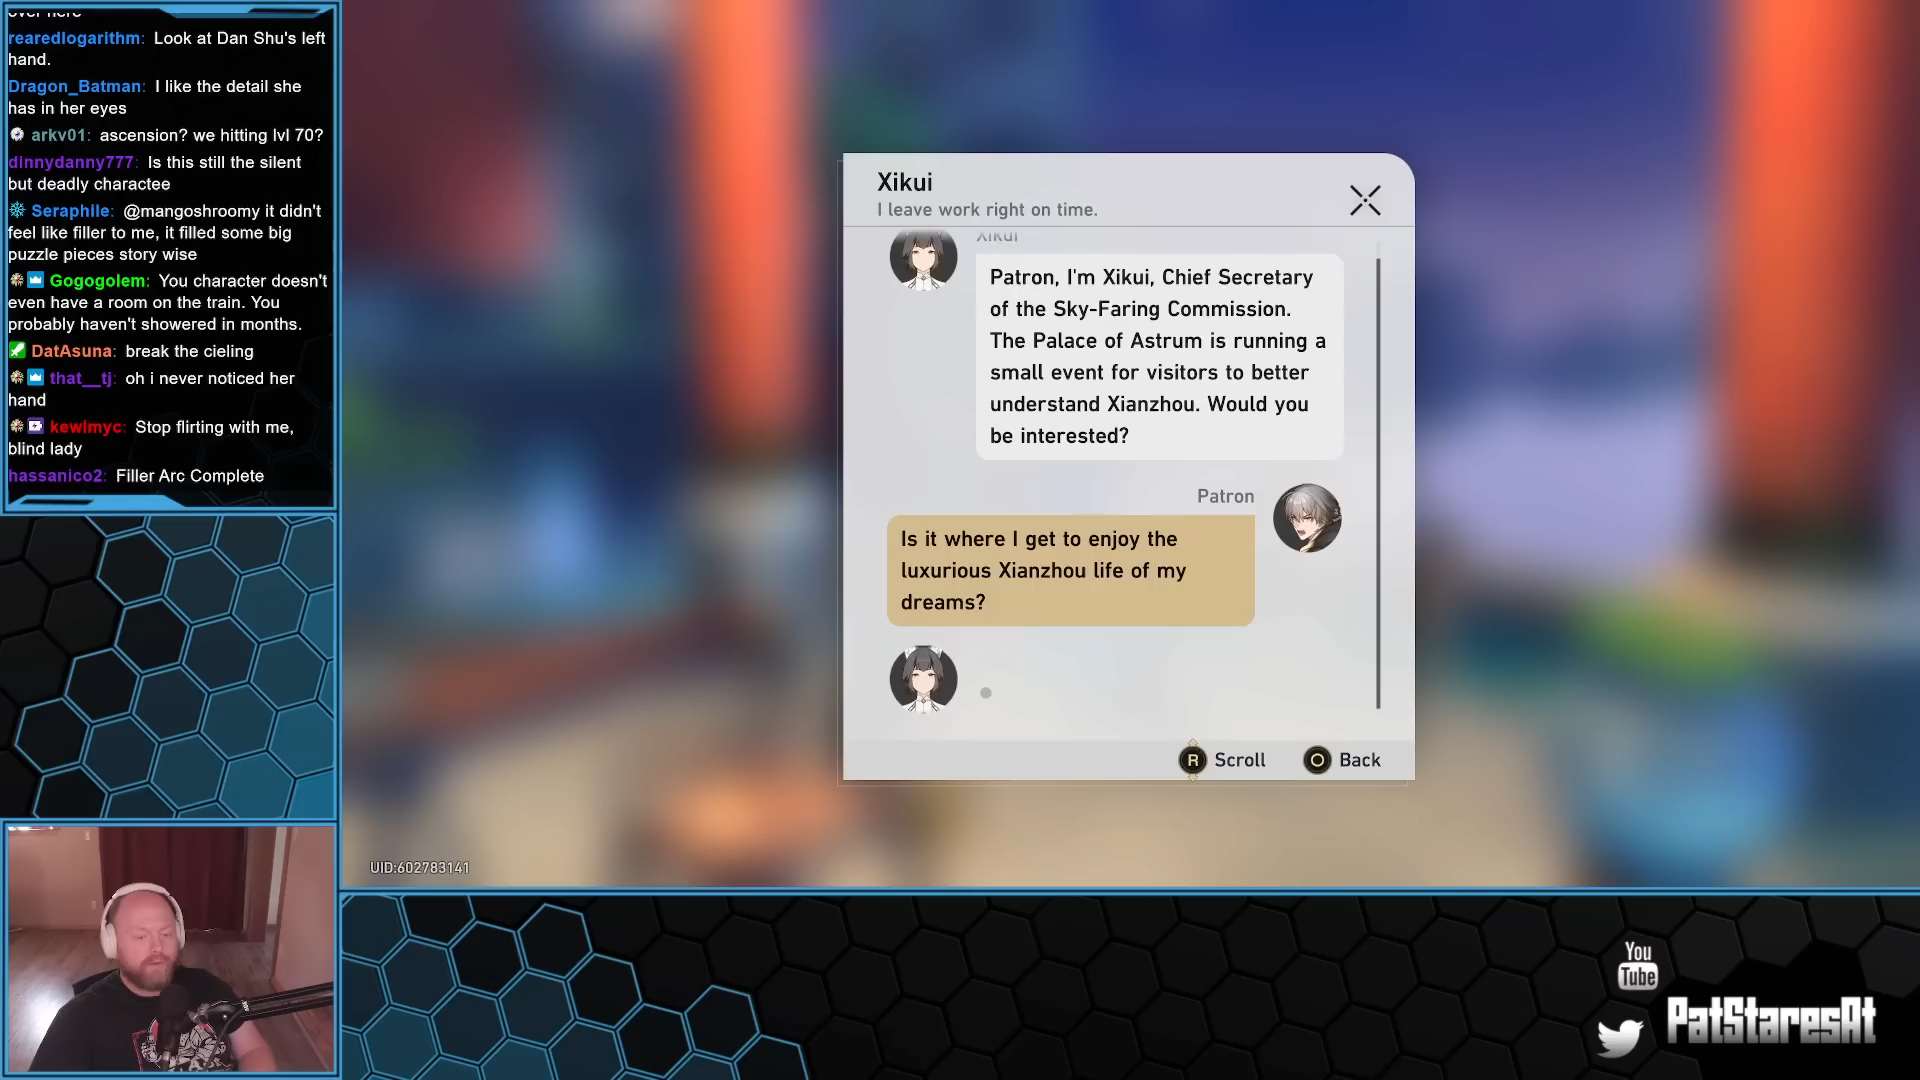 over here
rearedlogarithm: Look at Dan Shu's left
hand.
Dragon_Batman: I like the detail she
has in her eyes
arkv01: ascension? we hitting lvl 70?
dinnydanny777: Is this still the silent
but deadly charactee
Seraphile: @mangoshroomy it didn't
feel like filler to me, it filled some big
puzzle pieces story wise
Gogogolem: You character doesn't
even have a room on the train. You
probably haven't showered in months.
DatAsuna: break the cieling
that__tj: oh i never noticed her
hand
kewlmyc: Stop flirting with me,
blind lady
hassanico2: Filler Arc Complete
Xikui
I leave work right on time.
Xikui
Patron, I'm Xikui, Chief Secretary
of the Sky-Faring Commission.
The Palace of Astrum is running a
small event for visitors to better
understand Xianzhou. Would you
be interested?
Patron
Is it where I get to enjoy the
luxurious Xianzhou life of my
dreams?
R Scroll
Back
UID:602783141
You
Tube
PatStaresAt